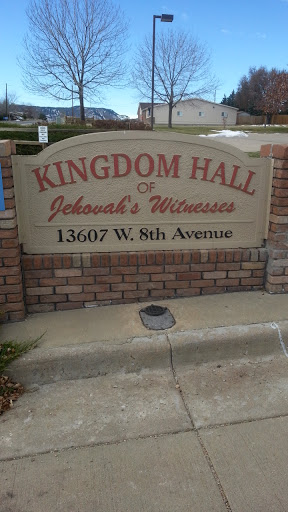 KINGDOM HALL
OF
Jehovah's Witnesses
13607 W. 8th Avenue